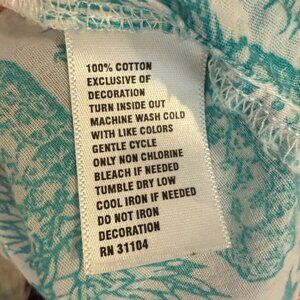 100% COTTON
EXCLUSIVE OF
DECORATION
TURN INSIDE OUT
MACHINE WASH COLD
WITH LIKE COLORS
GENTLE CYCLE
ONLY NON CHLORINE
BLEACH IF NEEDED
TUMBLE DRY LOW
COOL IRON IF NEEDED
DO NOT IRON
DECORATION
RN 31104